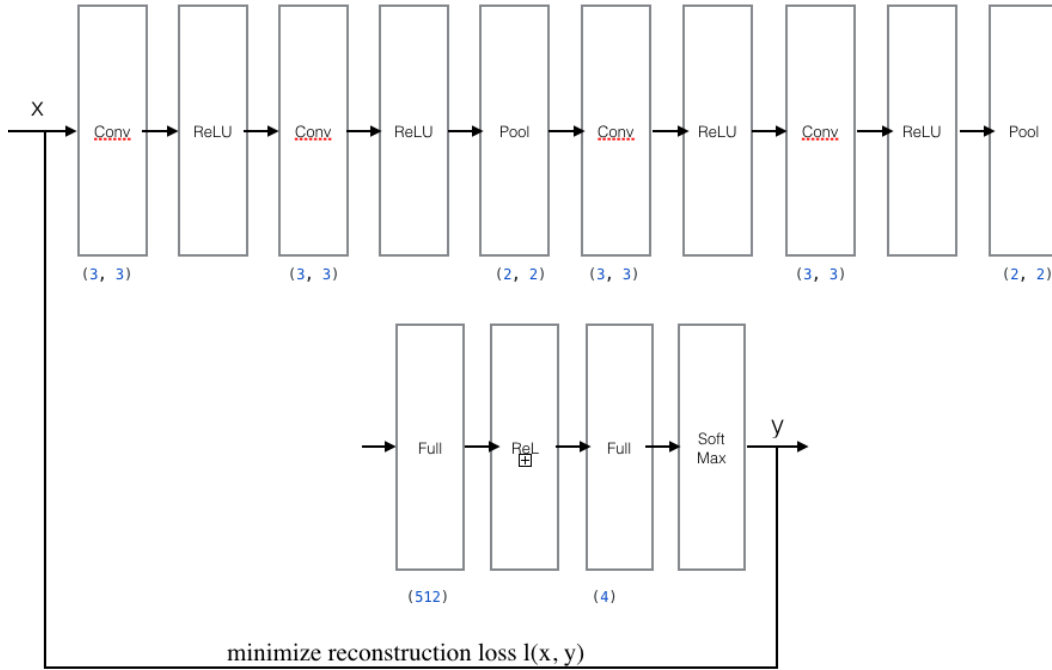 X
Conv
ReLU
Conv
ReLU
Pool
Conv
ReLU
Conv
ReLU
Pool
(3, 3)
(3, 3)
(2, 2)
(3, 3)
(3, 3)
(2, 2)
Full
ReL
Full
Soft
Max
y
(512)
(4)
minimize reconstruction loss l(x, y)